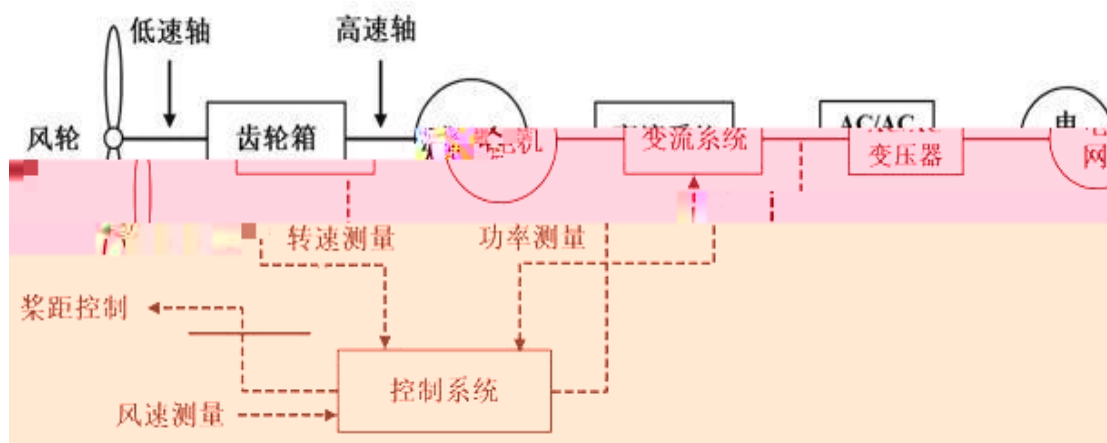 低速轴
高速轴
风轮
齿轮箱
变流系统
AC/AC
变压器
电
网
转速测量
功率测量
桨距控制
控制系统
风速测量